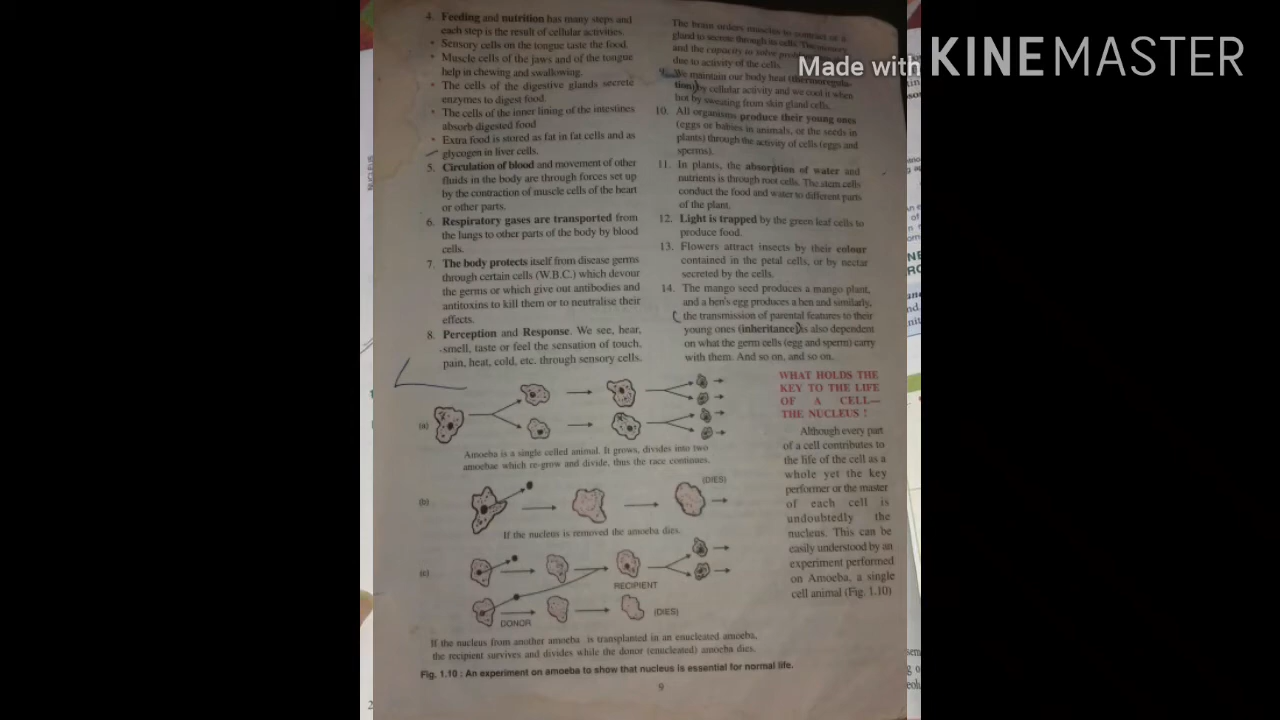 4. Feeding and nutrition has many steps and
each step is the result of cellular activities.
• Sensory cells on the tongue taste the food.
• Muscle cells of the jaws and of the tongue
help in chewing and swallowing.
• The cells of the digestive glands secrete
enzymes to digest food.
• The cells of the inner lining of the intestines
absorb digested food
• Extra food is stored as fat in fat cells and as
glycogen in liver cells.
5. Circulation of blood and movement of other
fluids in the body are through forces set up
by the contraction of muscle cells of the heart
or other parts.
6. Respiratory gases are transported from
the lungs to other parts of the body by blood
cells.
7. The body protects itself from disease germs
through certain cells (W.B.C.) which devour
the germs or which give out antibodies and
antitoxins to kill them or to neutralise their
effects.
8. Perception and Response. We see, hear,
smell, taste or feel the sensation of touch,
pain, heat, cold, etc. through sensory cells.
The brain orders muscles to contract or a
gland to secrete through its cells. The memory
and the capacity to solve
due to activity of the cells.
We maintain our body heat (thermoregula-
tion) by cellular activity and we cool it when
hot by sweating from skin gland cells.
10. All organisms produce their young ones
(eggs or babies in animals, or the seeds in
plants) through the activity of cells (eggs and
sperms).
11. In plants, the absorption of water and
nutrients is through root cells. The stem cells
conduct the food and water to different parts
of the plant.
12. Light is trapped by the green leaf cells to
produce food.
13. Flowers attract insects by their colour
contained in the petal cells, or by nectar
secreted by the cells.
14. The mango seed produces a mango plant,
and a hen's egg produces a hen and similarly,
the transmission of parental features to their
young ones (inheritance) is also dependent
on what the germ cells (egg and sperm) carry
with them. And so on, and so on.
WHAT HOLDS THE
KEY TO THE LIFE
OF A CELL—
THE NUCLEUS !
Although every part
of a cell contributes to
the life of the cell as a
whole yet the key
performer or the master
of each cell is
undoubtedly the
nucleus. This can be
easily understood by an
experiment performed
on Amoeba, a single
cell animal (Fig. 1.10)
(a)
Amoeba is a single celled animal. It grows, divides into two
amoebae which re-grow and divide, thus the race continues.
(b)
(DIES)
If the nucleus is removed the amoeba dies.
(c)
RECIPIENT
DONOR
(DIES)
If the nucleus from another amoeba is transplanted in an enucleated amoeba,
the recipient survives and divides while the donor (enucleated) amoeba dies.
Fig. 1.10 : An experiment on amoeba to show that nucleus is essential for normal life.
9
Made with KINEMASTER
NUCLEUS